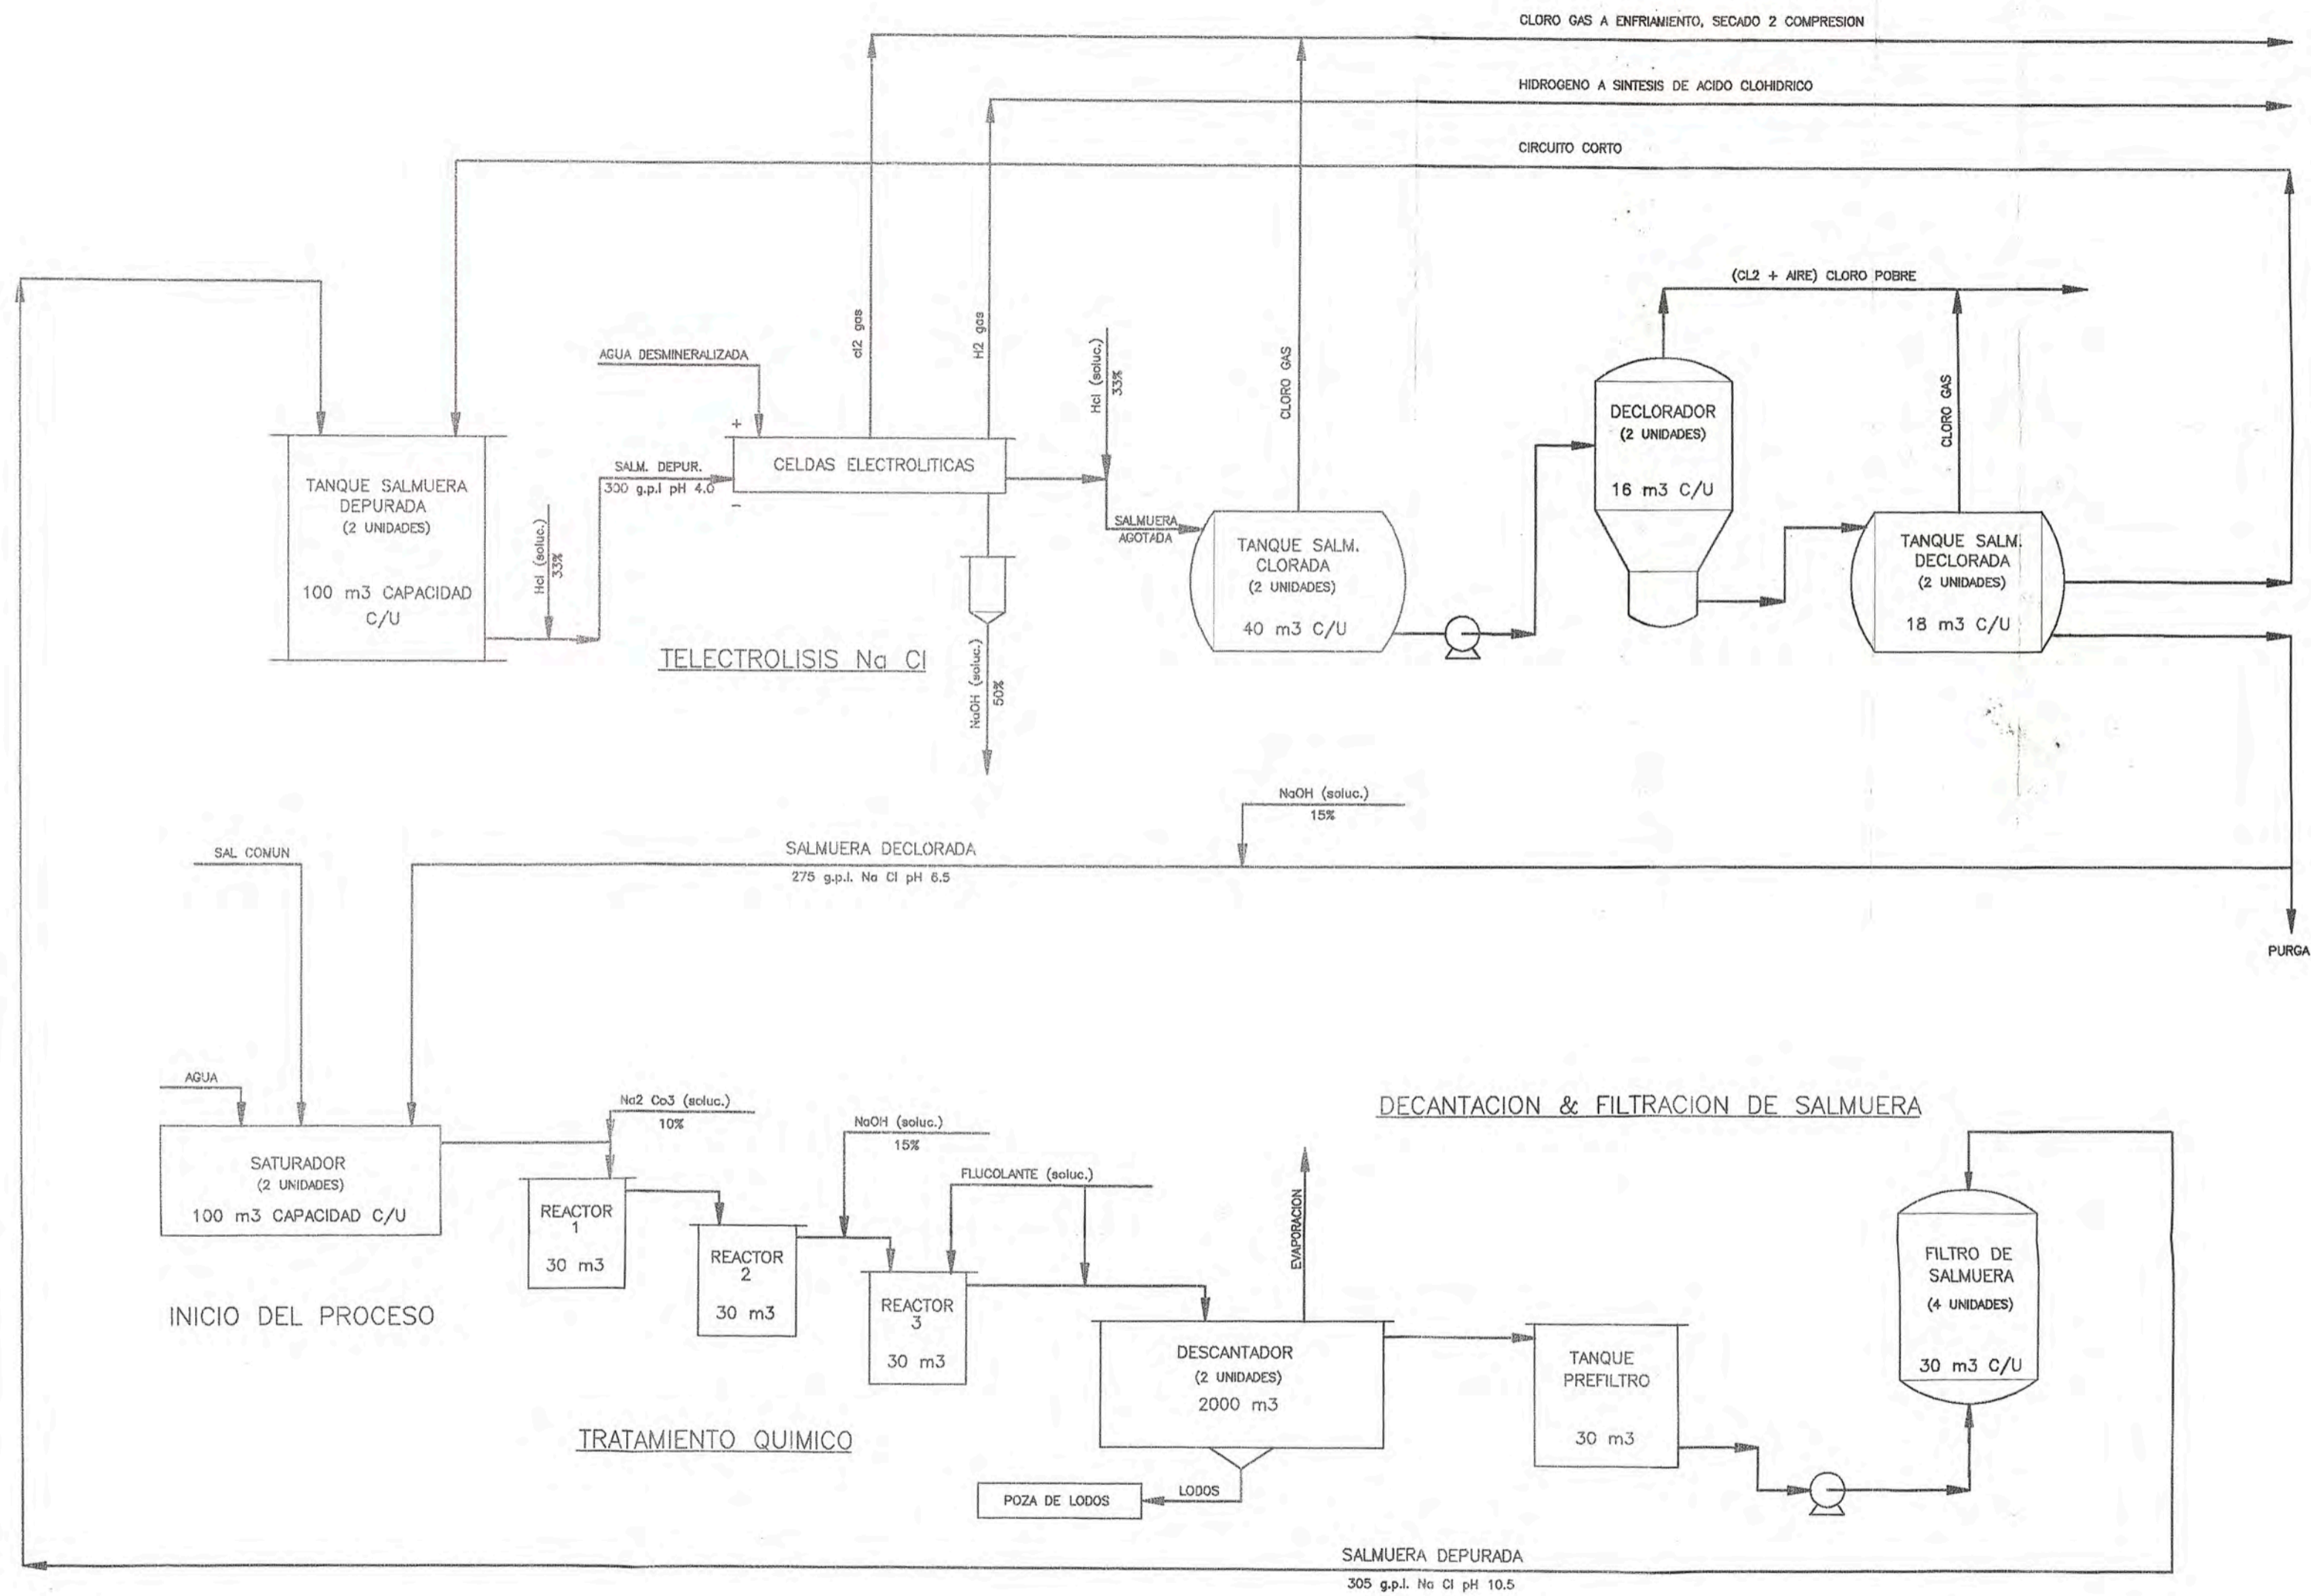 CLORO GAS A ENFRIAMIENTO, SECADO 2 COMPRESION
HIDROGENO A SINTESIS DE ACIDO CLOHIDRICO
CIRCUITO CORTO
(CL2 + AIRE) CLORO POBRE
cl2 gas
H2 gas
Hcl (soluc.)
33%
CLORO GAS
CLORO GAS
AGUA DESMINERALIZADA
+
CELDAS ELECTROLITICAS
–
SALM. DEPUR.
300 g.p.l pH 4.0
TANQUE SALMUERA
DEPURADA
(2 UNIDADES)
100 m3 CAPACIDAD
C/U
Hcl (soluc.)
33%
SALMUERA
AGOTADA
TANQUE SALM.
CLORADA
(2 UNIDADES)
40 m3 C/U
DECLORADOR
(2 UNIDADES)
16 m3 C/U
TANQUE SALM.
DECLORADA
(2 UNIDADES)
18 m3 C/U
TELECTROLISIS Na Cl
NaOH (soluc.)
50%
NaOH (soluc.)
15%
SAL COMUN
SALMUERA DECLORADA
275 g.p.l. Na Cl pH 6.5
PURGA
AGUA
SATURADOR
(2 UNIDADES)
100 m3 CAPACIDAD C/U
INICIO DEL PROCESO
Na2 Co3 (soluc.)
10%
REACTOR
1
30 m3
NaOH (soluc.)
15%
REACTOR
2
30 m3
FLUCOLANTE (soluc.)
REACTOR
3
30 m3
TRATAMIENTO QUIMICO
EVAPORACION
DESCANTADOR
(2 UNIDADES)
2000 m3
LODOS
POZA DE LODOS
DECANTACION & FILTRACION DE SALMUERA
TANQUE
PREFILTRO
30 m3
FILTRO DE
SALMUERA
(4 UNIDADES)
30 m3 C/U
SALMUERA DEPURADA
305 g.p.l. Na Cl pH 10.5